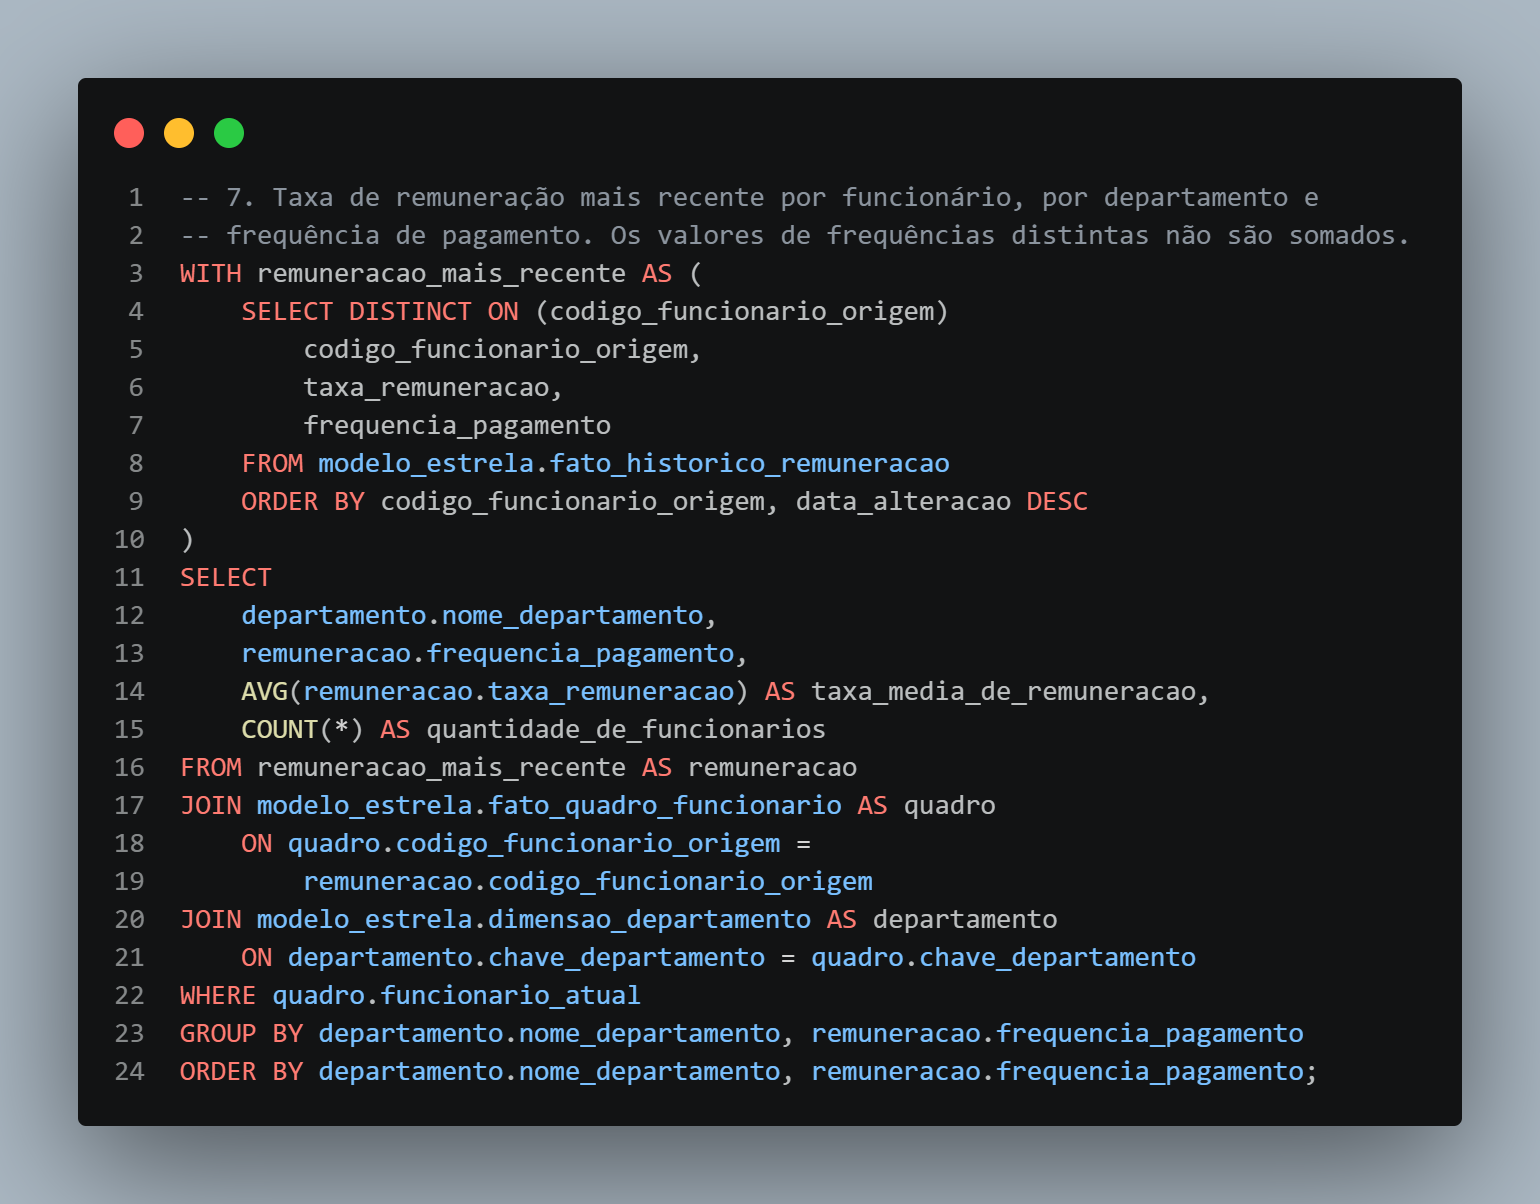 1 -- 7. Taxa de remuneração mais recente por funcionário, por departamento e
2 -- frequência de pagamento. Os valores de frequências distintas não são somados.
3 WITH remuneracao_mais_recente AS (
4     SELECT DISTINCT ON (codigo_funcionario_origem)
5         codigo_funcionario_origem,
6         taxa_remuneracao,
7         frequencia_pagamento
8     FROM modelo_estrela.fato_historico_remuneracao
9     ORDER BY codigo_funcionario_origem, data_alteracao DESC
10 )
11 SELECT
12     departamento.nome_departamento,
13     remuneracao.frequencia_pagamento,
14     AVG(remuneracao.taxa_remuneracao) AS taxa_media_de_remuneracao,
15     COUNT(*) AS quantidade_de_funcionarios
16 FROM remuneracao_mais_recente AS remuneracao
17 JOIN modelo_estrela.fato_quadro_funcionario AS quadro
18     ON quadro.codigo_funcionario_origem =
19         remuneracao.codigo_funcionario_origem
20 JOIN modelo_estrela.dimensao_departamento AS departamento
21     ON departamento.chave_departamento = quadro.chave_departamento
22 WHERE quadro.funcionario_atual
23 GROUP BY departamento.nome_departamento, remuneracao.frequencia_pagamento
24 ORDER BY departamento.nome_departamento, remuneracao.frequencia_pagamento;